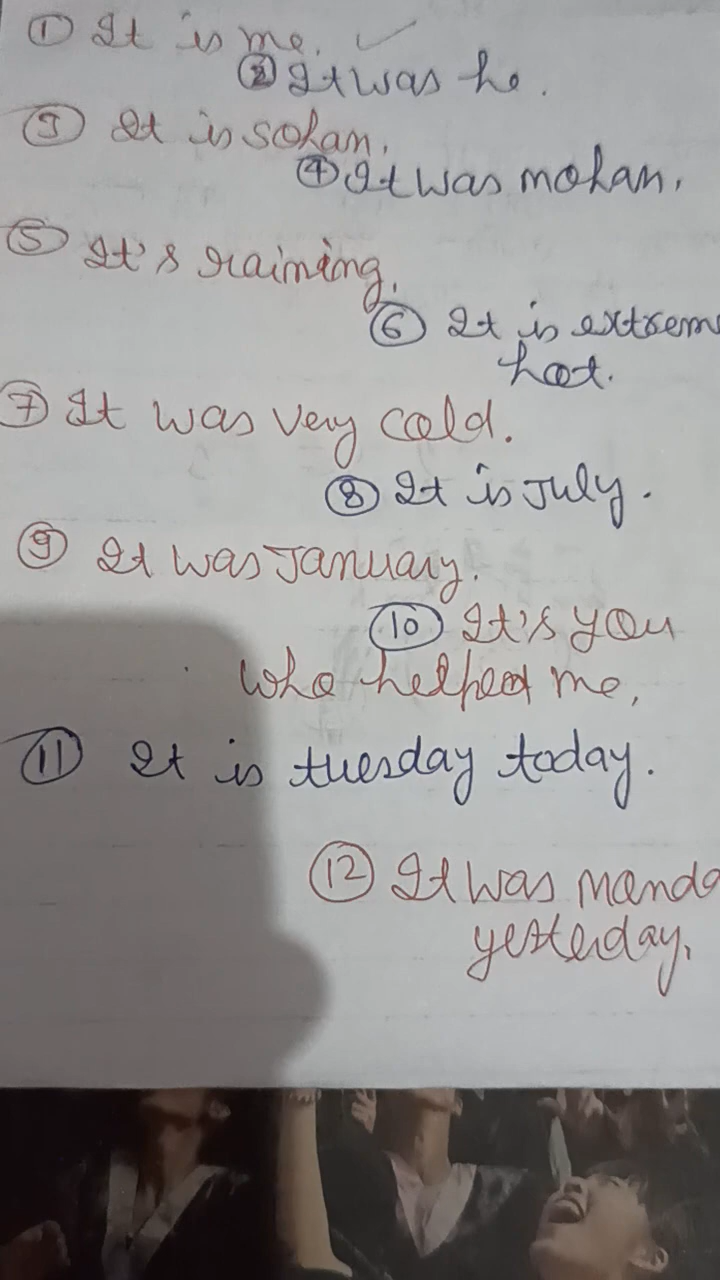 ① It is me.
② It was he.
③ It is sohan.
④ It was mohan.
⑤ It's raining.
⑥ It is extrem
hot.
⑦ It was very cold.
⑧ It is July.
⑨ It was January.
⑩ It's you
who helped me,
⑪ It is tuesday today.
⑫ It was monda
yesterday,